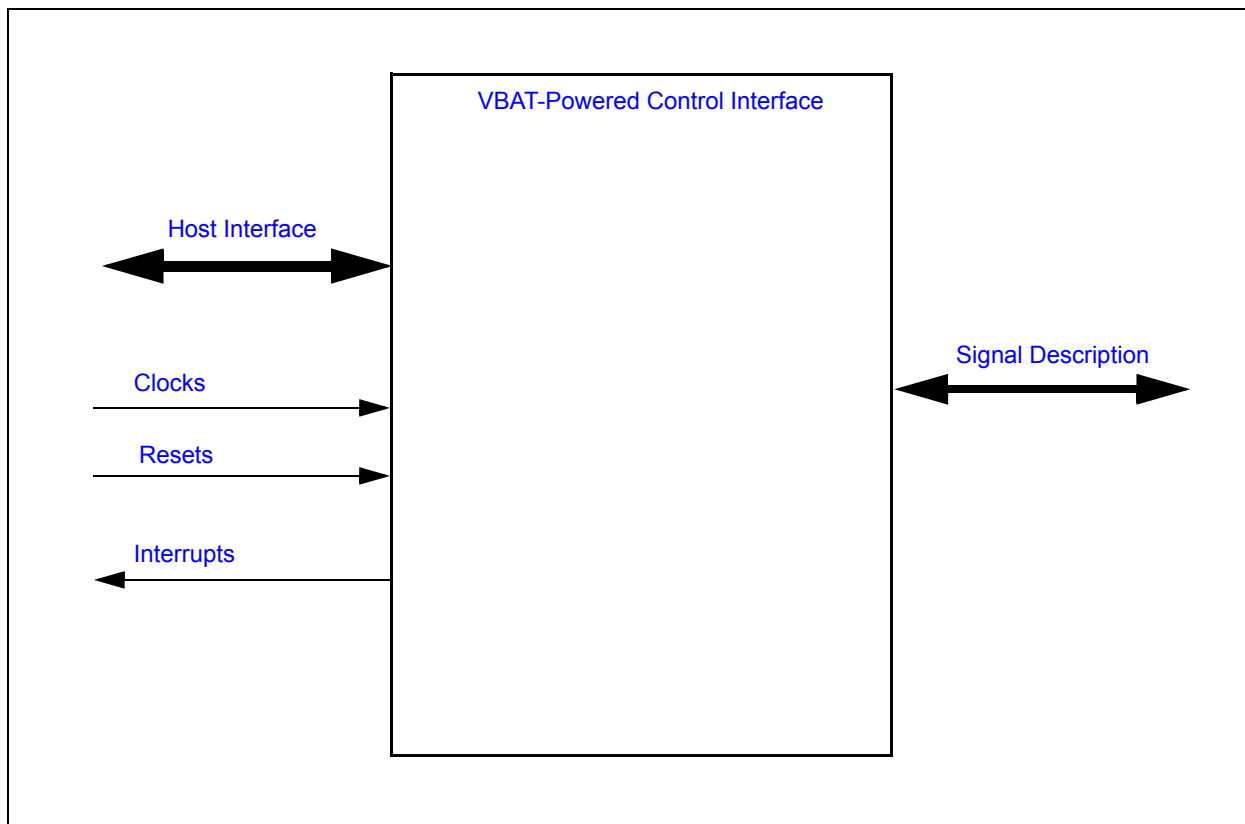 VBAT-Powered Control Interface
Host Interface
Signal Description
Clocks
Resets
Interrupts